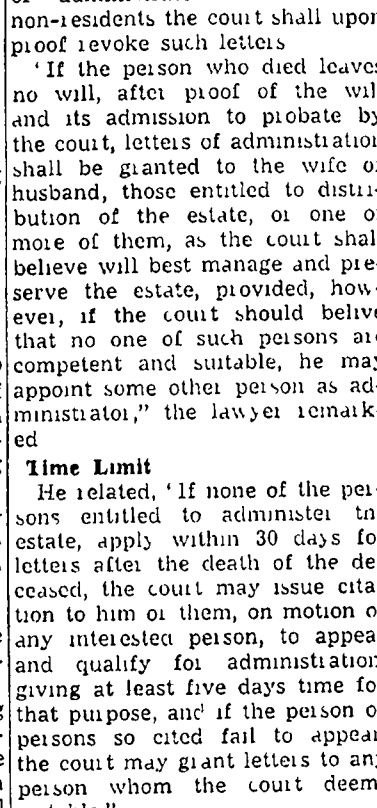 non-residents the court shall upon
proof revoke such letters
'If the person who died leaves
no will, after proof of the will
and its admission to probate by
the court, letters of administration
shall be granted to the wife or
husband, those entitled to distri-
bution of the estate, or one or
more of them, as the court shall
believe will best manage and pre-
serve the estate, provided, how-
ever, if the court should belive
that no one of such persons are
competent and suitable, he may
appoint some other person as ad-
ministrator," the lawyer remark-
ed
Time Limit
He related, 'If none of the per-
sons entitled to administer the
estate, apply within 30 days for
letters after the death of the de-
ceased, the court may issue cita-
tion to him or them, on motion of
any interested person, to appear
and qualify for administration
giving at least five days time for
that purpose, and if the person or
persons so cited fail to appear
the court may grant letters to any
person whom the court deem